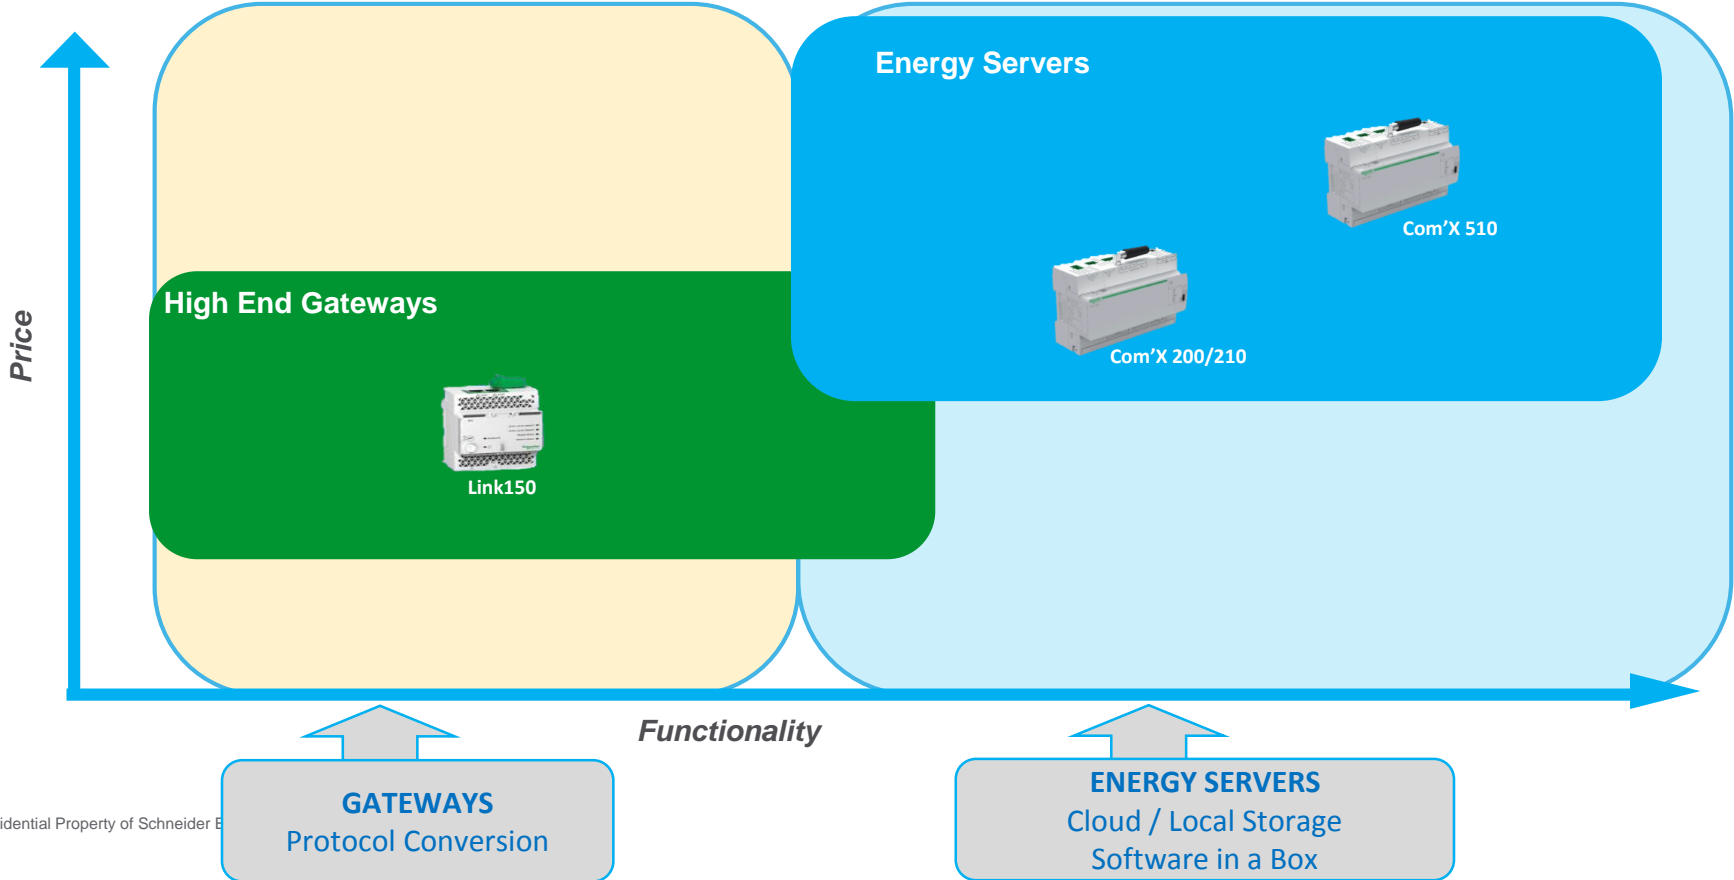 Energy Servers
Com’X 510
High End Gateways
Com’X 200/210
Price
Link150
Functionality
GATEWAYS
Protocol Conversion
ENERGY SERVERS
Cloud / Local Storage
Software in a Box
idential Property of Schneider E